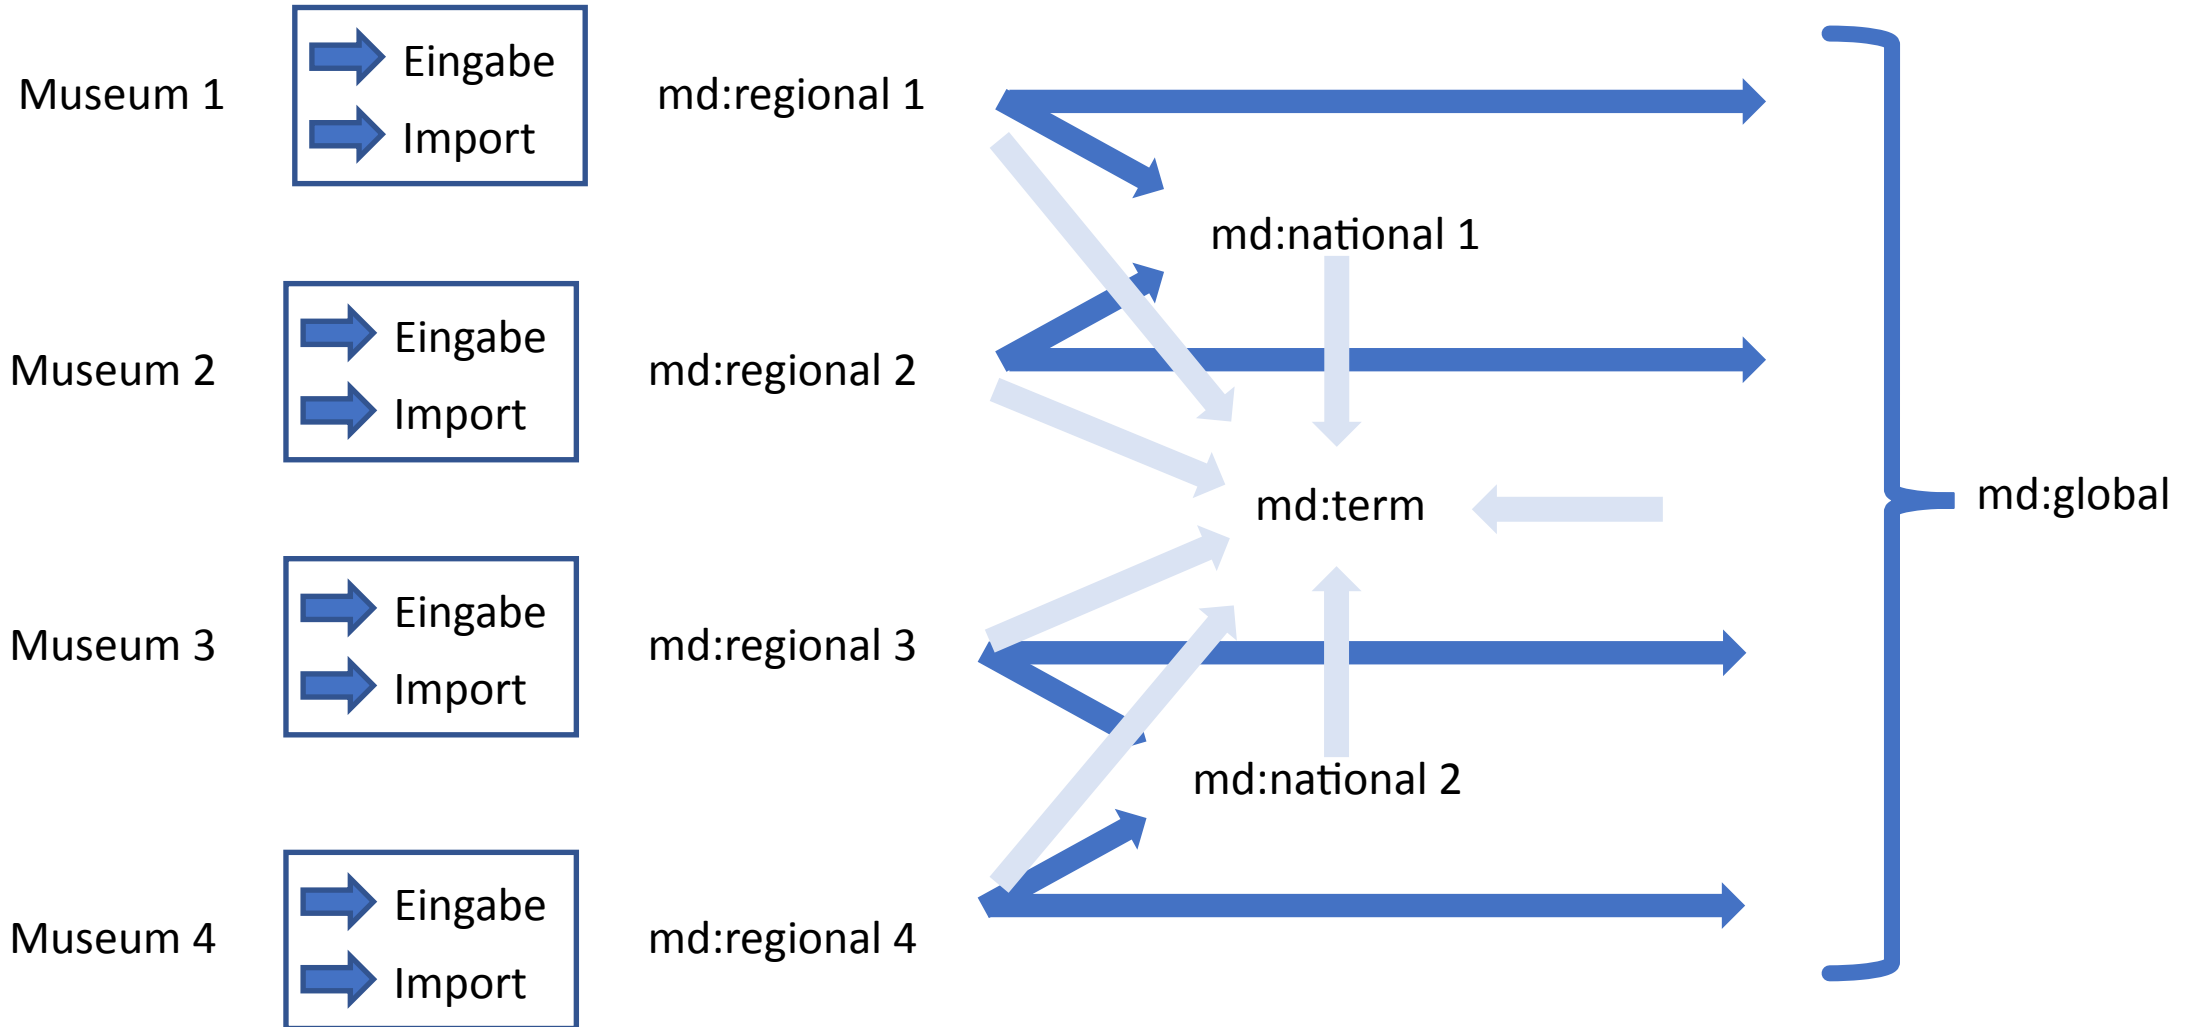 Eingabe
Museum 1
md:regional 1
Import
md:national 1
Eingabe
Museum 2
md:regional 2
Import
md:term
md:global
Eingabe
Museum 3
md:regional 3
Import
md:national 2
Eingabe
Museum 4
md:regional 4
Import